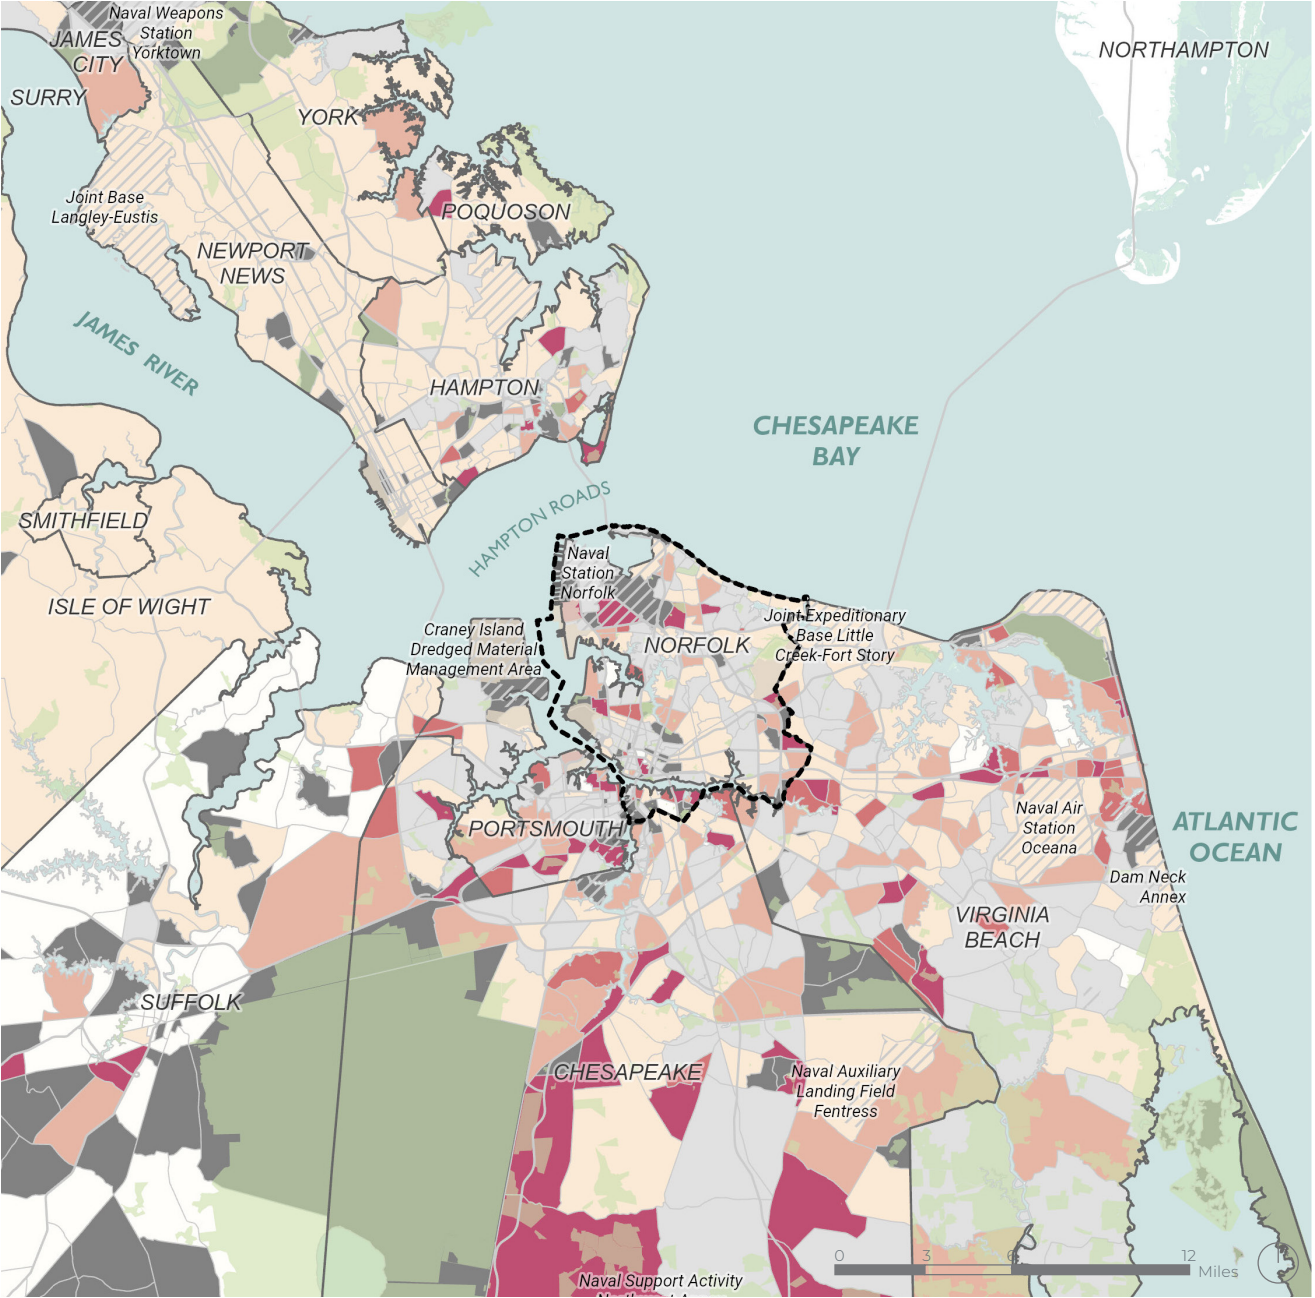 Naval Weapons
Station
Yorktown
JAMES
CITY
SURRY
YORK
NORTHAMPTON
Joint Base
Langley-Eustis
POQUOSON
NEWPORT
NEWS
JAMES RIVER
HAMPTON
CHESAPEAKE
BAY
HAMPTON ROADS
SMITHFIELD
Naval
Station
Norfolk
ISLE OF WIGHT
Craney Island
Dredged Material
Management Area
NORFOLK
Joint Expeditionary
Base Little
Creek-Fort Story
PORTSMOUTH
Naval Air
Station
Oceana
ATLANTIC
OCEAN
Dam Neck
Annex
VIRGINIA
BEACH
SUFFOLK
CHESAPEAKE
Naval Auxiliary
Landing Field
Fentress
0 3 6 12
Miles
Naval Support Activity